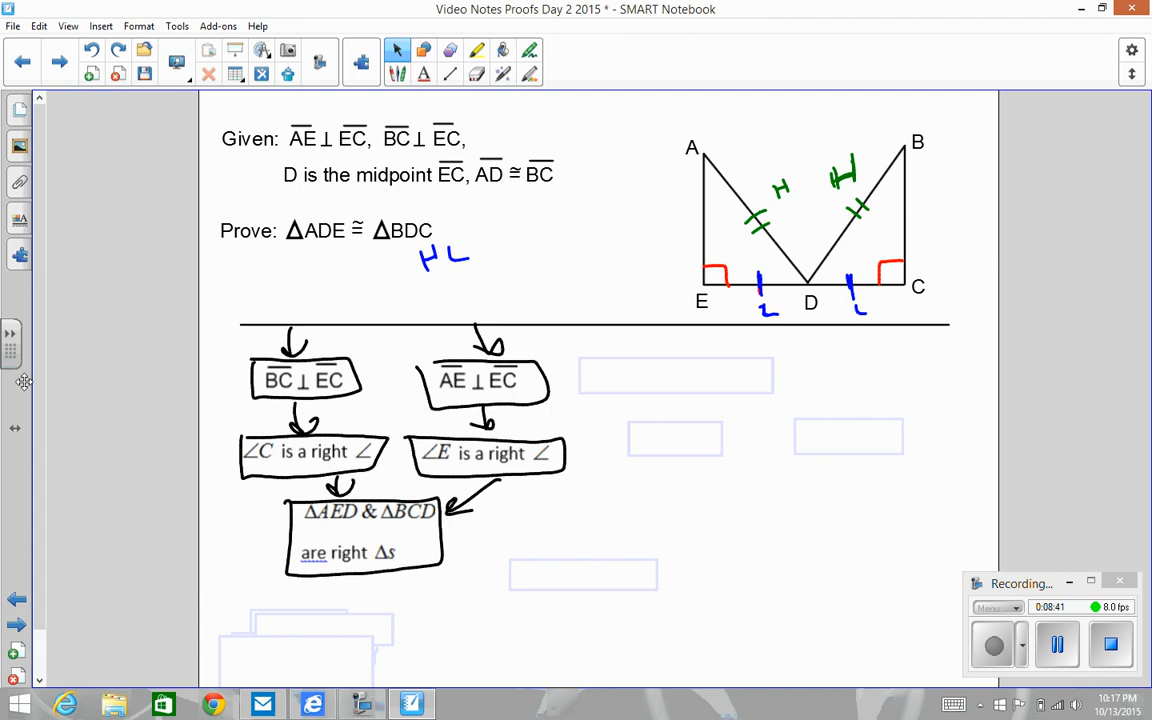 Video Notes Proofs Day 2 2015 * - SMART Notebook
File Edit View Insert Format Tools Add-ons Help
Given: AE ⊥ EC, BC ⊥ EC,
D is the midpoint EC, AD ≅ BC
Prove: ΔADE ≅ ΔBDC
HL
A
B
H
H
E
D
C
L
L
BC ⊥ EC
AE ⊥ EC
∠C is a right ∠
∠E is a right ∠
ΔAED & ΔBCD
are right Δs
Recording...
Menu
0:08:41
8.0 fps
10:17 PM
10/13/2015